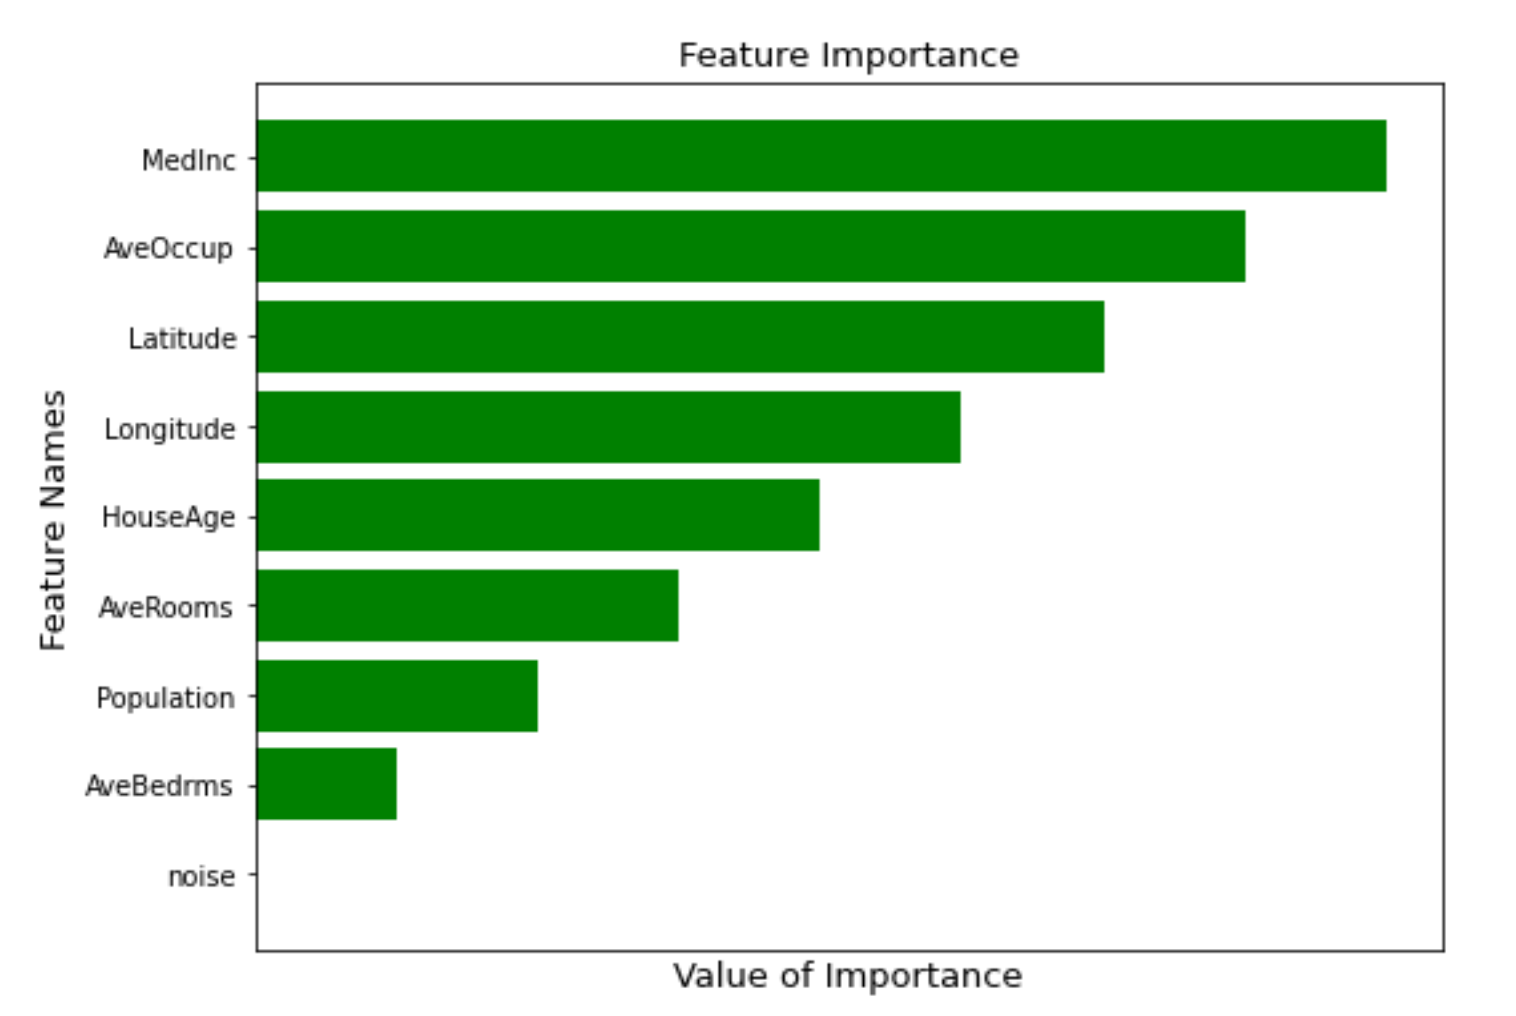 Feature Importance
MedInc
AveOccup
Latitude
Longitude
HouseAge
AveRooms
Population
AveBedrms
noise
Feature Names
Value of Importance